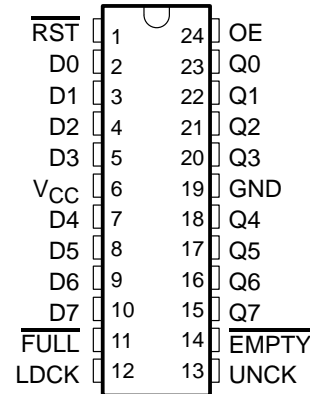 RST 1 24 OE
D0 2 23 Q0
D1 3 22 Q1
D2 4 21 Q2
D3 5 20 Q3
VCC 6 19 GND
D4 7 18 Q4
D5 8 17 Q5
D6 9 16 Q6
D7 10 15 Q7
FULL 11 14 EMPTY
LDCK 12 13 UNCK